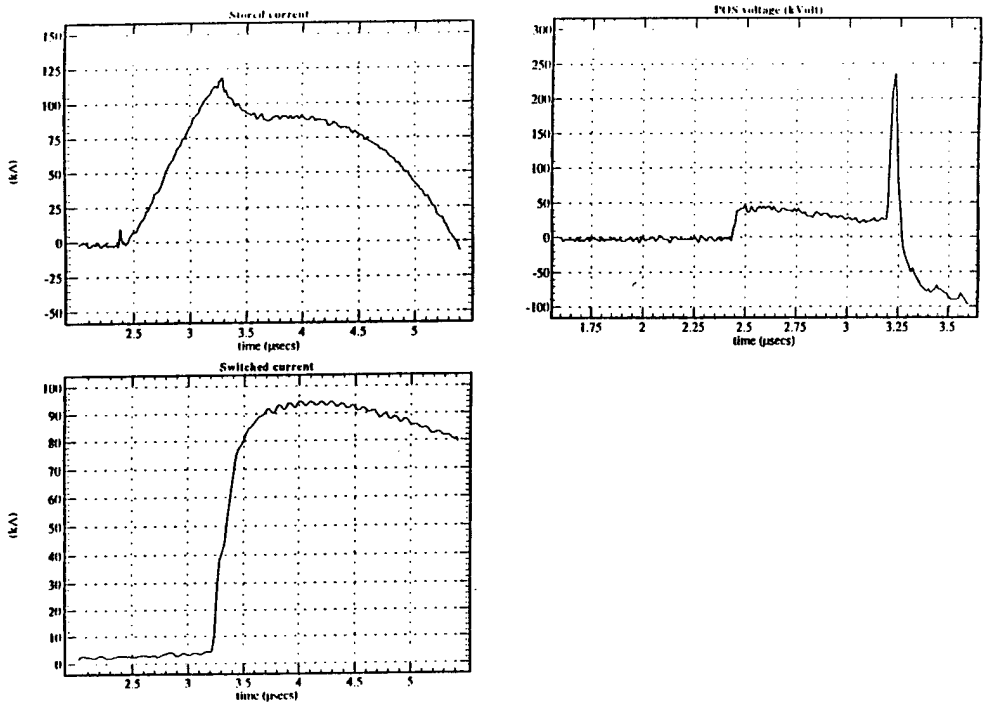 Stored current
150
125
100
75
50
25
0
-25
-50
(kA)
2.5 3 3.5 4 4.5 5
time (μsecs)
POS voltage (kVolt)
300
250
200
150
100
50
0
-50
-100
1.75 2 2.25 2.5 2.75 3 3.25 3.5
time (μsecs)
Switched current
100
90
80
70
60
50
40
30
20
10
0
(kA)
2.5 3 3.5 4 4.5 5
time (μsecs)